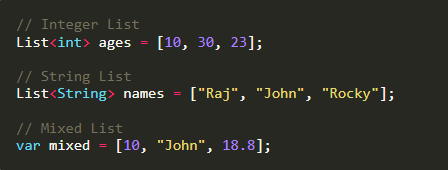 // Integer List
List<int> ages = [10, 30, 23];
// String List
List<String> names = ["Raj", "John", "Rocky"];
// Mixed List
var mixed = [10, "John", 18.8];